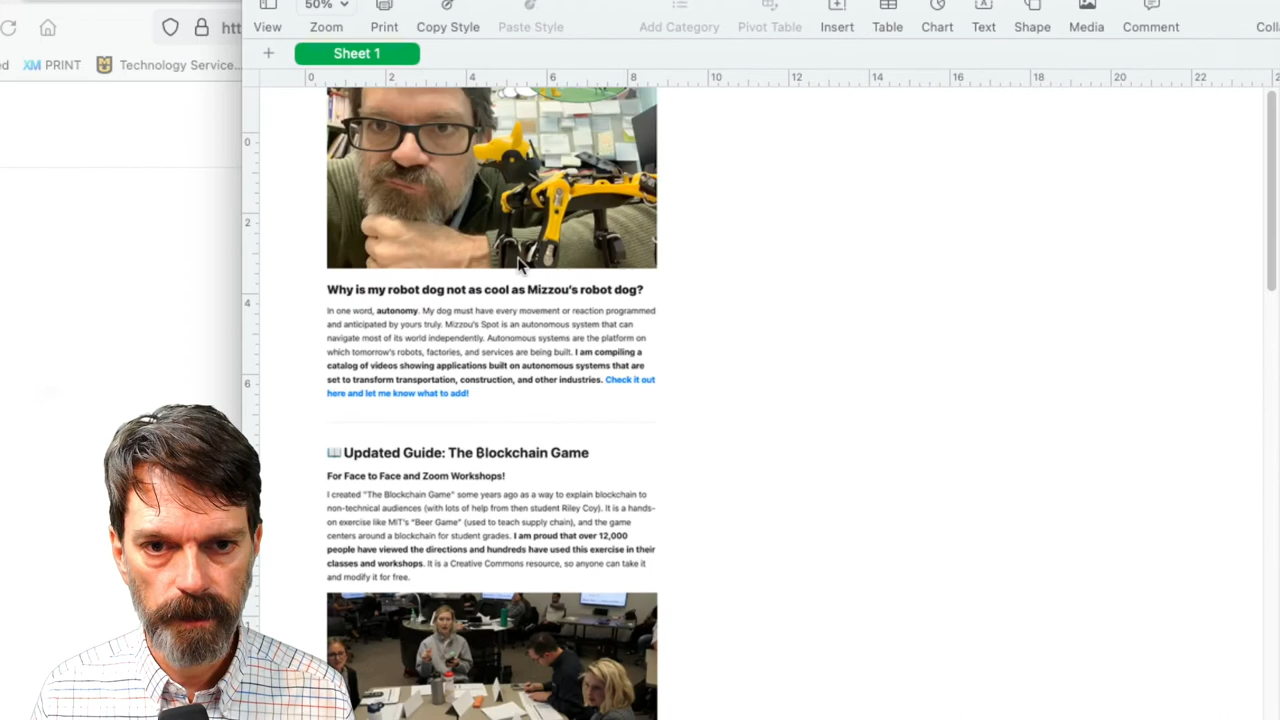 50%
View
Zoom
Print
Copy Style
Paste Style
Add Category
Pivot Table
Insert
Table
Chart
Text
Shape
Media
Comment
XM PRINT
Technology Service...
Sheet 1
0 2 4 6 8 10 12 14 16 18 20 22
0
2
4
6
Why is my robot dog not as cool as Mizzou's robot dog?
In one word, autonomy. My dog must have every movement or reaction programmed
and anticipated by yours truly. Mizzou's Spot is an autonomous system that can
navigate most of its world independently. Autonomous systems are the platform on
which tomorrow's robots, factories, and services are being built. I am compiling a
catalog of videos showing applications built on autonomous systems that are
set to transform transportation, construction, and other industries. Check it out
here and let me know what to add!
📖 Updated Guide: The Blockchain Game
For Face to Face and Zoom Workshops!
I created "The Blockchain Game" some years ago as a way to explain blockchain to
non-technical audiences (with lots of help from then student Riley Coy). It is a hands-
on exercise like MIT's "Beer Game" (used to teach supply chain), and the game
centers around a blockchain for student grades. I am proud that over 12,000
people have viewed the directions and hundreds have used this exercise in their
classes and workshops. It is a Creative Commons resource, so anyone can take it
and modify it for free.